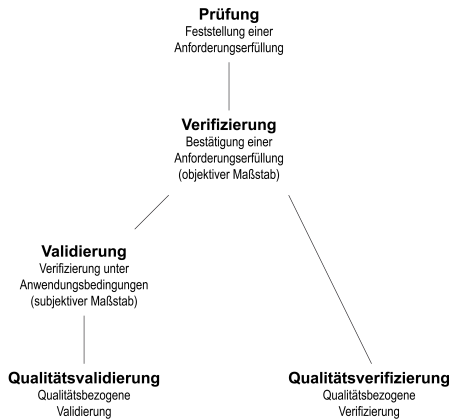 Prüfung
Feststellung einer
Anforderungserfüllung
Verifizierung
Bestätigung einer
Anforderungserfüllung
(objektiver Maßstab)
Validierung
Verifizierung unter
Anwendungsbedingungen
(subjektiver Maßstab)
Qualitätsvalidierung
Qualitätsbezogene
Validierung
Qualitätsverifizierung
Qualitätsbezogene
Verifizierung